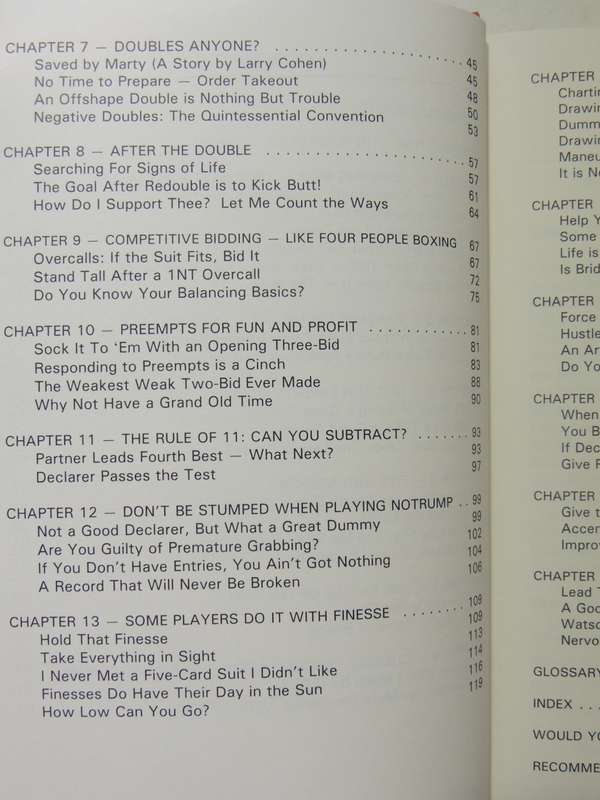 CHAPTER 7 — DOUBLES ANYONE? . . . . . . . . . . . . . . . . . . . . . . . . 45
Saved by Marty (A Story by Larry Cohen) 45
No Time to Prepare — Order Takeout 48
An Offshape Double is Nothing But Trouble 50
Negative Doubles: The Quintessential Convention 53
CHAPTER 8 — AFTER THE DOUBLE . . . . . . . . . . . . . . . . . . . . . . . . 57
Searching For Signs of Life 57
The Goal After Redouble is to Kick Butt! 61
How Do I Support Thee? Let Me Count the Ways 64
CHAPTER 9 — COMPETITIVE BIDDING — LIKE FOUR PEOPLE BOXING 67
Overcalls: If the Suit Fits, Bid It 67
Stand Tall After a 1NT Overcall 72
Do You Know Your Balancing Basics? 75
CHAPTER 10 — PREEMPTS FOR FUN AND PROFIT . . . . . . . . . . . . 81
Sock It To ‘Em With an Opening Three-Bid 81
Responding to Preempts is a Cinch 83
The Weakest Weak Two-Bid Ever Made 88
Why Not Have a Grand Old Time 90
CHAPTER 11 — THE RULE OF 11: CAN YOU SUBTRACT? . . . . . . . 93
Partner Leads Fourth Best — What Next? 93
Declarer Passes the Test 97
CHAPTER 12 — DON'T BE STUMPED WHEN PLAYING NOTRUMP . . 99
Not a Good Declarer, But What a Great Dummy 99
Are You Guilty of Premature Grabbing? 102
If You Don't Have Entries, You Ain't Got Nothing 104
A Record That Will Never Be Broken 106
CHAPTER 13 — SOME PLAYERS DO IT WITH FINESSE . . . . . . . . 109
Hold That Finesse 109
Take Everything in Sight 113
I Never Met a Five-Card Suit I Didn't Like 114
Finesses Do Have Their Day in the Sun 116
How Low Can You Go? 119
CHAPTER
Drawin
Drawin
Maneu
It is Ne
CHAPTER
Help Y
Some
Life is
Is Brid
CHAPTER
Force
Hustle
An Ar
Do Yo
CHAPTER
When
You B
If Dec
Give
CHAPTER
Give t
Accen
Improv
CHAPTER
Lead T
A Goo
Watso
Nervo
GLOSSARY
INDEX . . .
WOULD YO
RECOMME